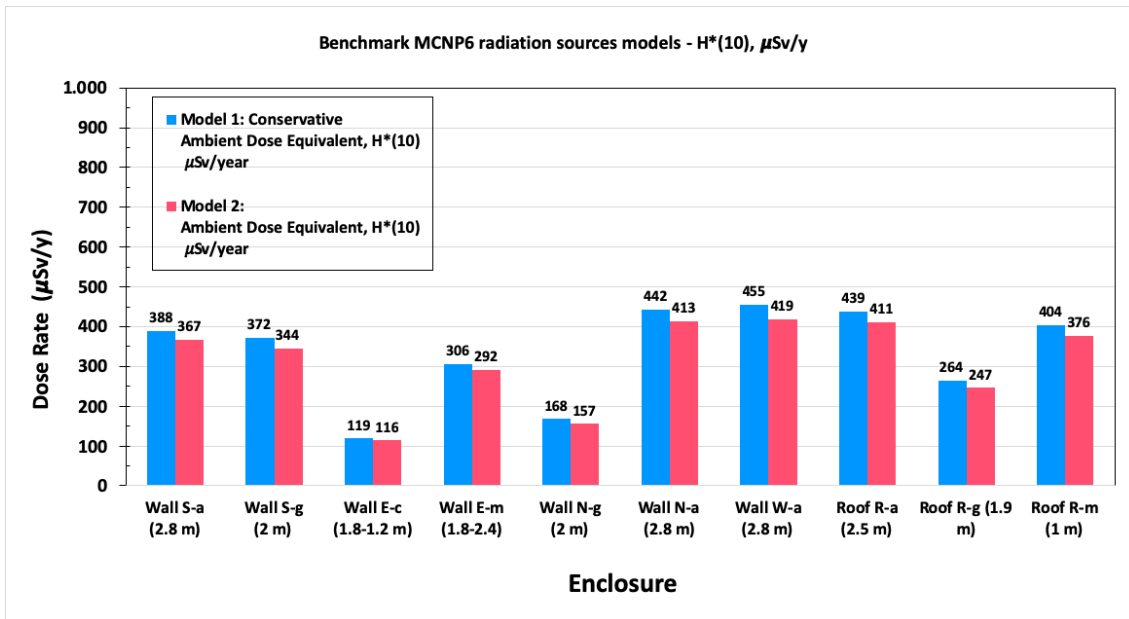 Benchmark MCNP6 radiation sources models - H*(10), µSv/y
1.000
900
800
700
600
500
400
300
200
100
0
Dose Rate (µSv/y)
Model 1: Conservative
Ambient Dose Equivalent, H*(10)
µSv/year
Model 2:
Ambient Dose Equivalent, H*(10)
µSv/year
388 367
372 344
119 116
306 292
168 157
442 413
455 419
439 411
264 247
404 376
Wall S-a
(2.8 m)
Wall S-g
(2 m)
Wall E-c
(1.8-1.2 m)
Wall E-m
(1.8-2.4)
Wall N-g
(2 m)
Wall N-a
(2.8 m)
Wall W-a
(2.8 m)
Roof R-a
(2.5 m)
Roof R-g (1.9
m)
Roof R-m
(1 m)
Enclosure